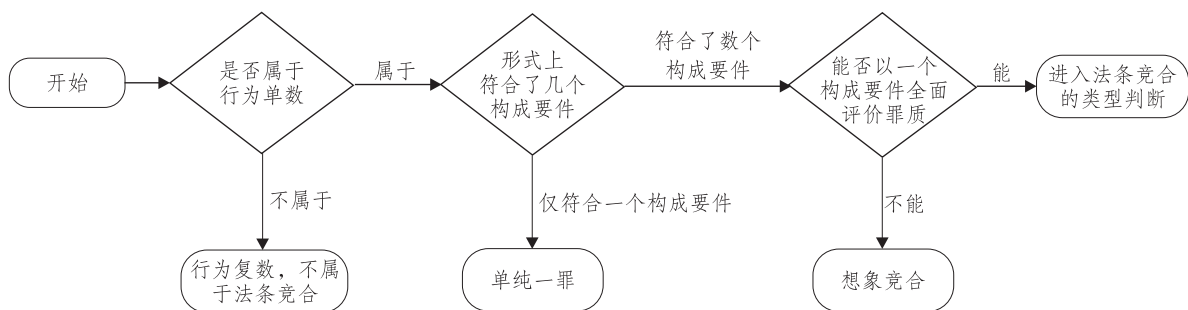 开始
是否属于
行为单数
属于
形式上
符合了几个
构成要件
符合了数个
构成要件
能否以一个
构成要件全面
评价罪质
能
进入法条竞合
的类型判断
不属于
仅符合一个构成要件
不能
行为复数，不属
于法条竞合
单纯一罪
想象竞合